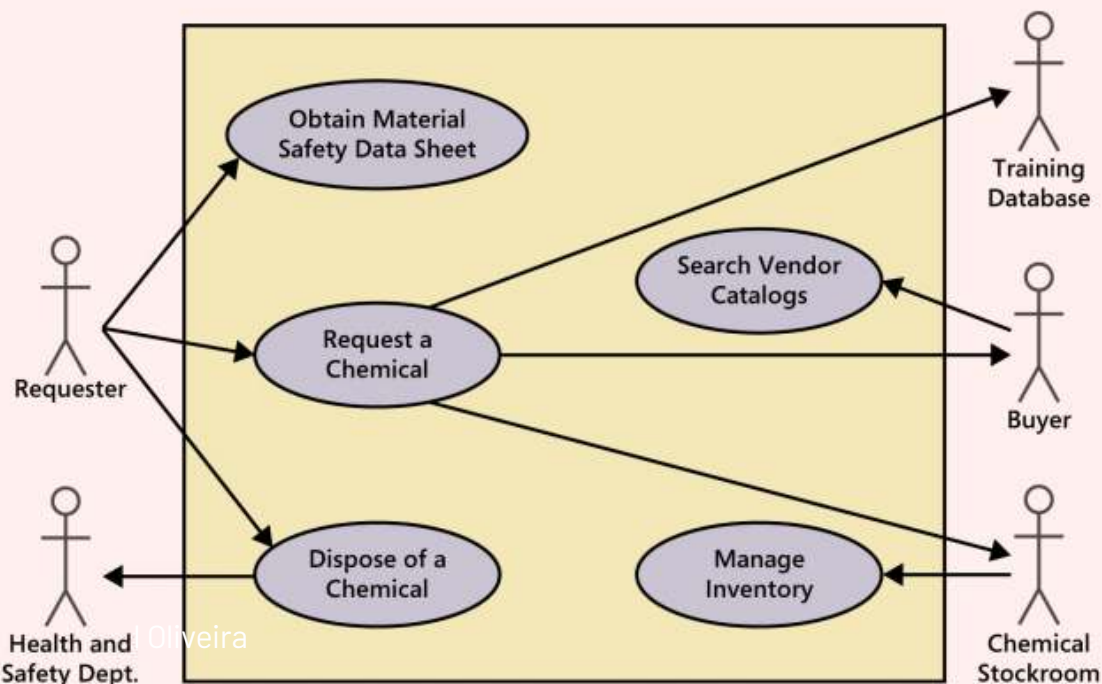 Obtain Material
Safety Data Sheet
Training
Database
Search Vendor
Catalogs
Request a
Chemical
Requester
Buyer
Dispose of a
Chemical
Manage
Inventory
Health and
Safety Dept.
Oliveira
Chemical
Stockroom